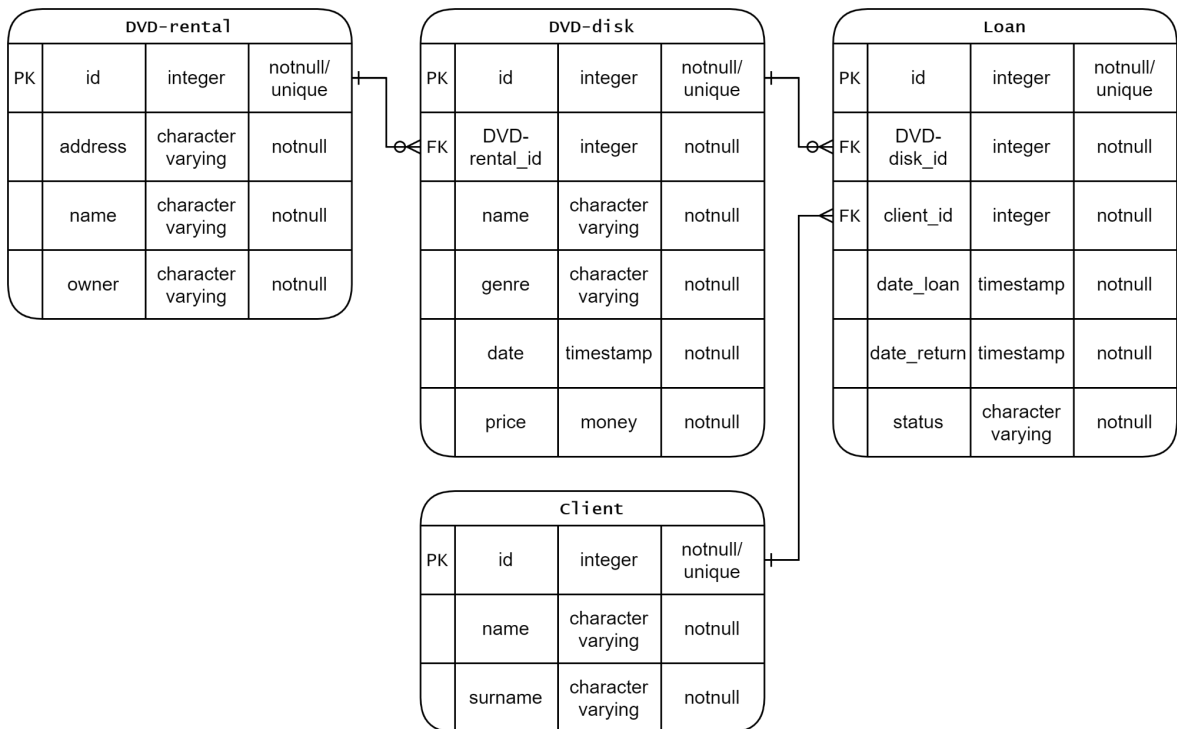 DVD-rental
PK id integer notnull/
unique
address character
varying notnull
name character
varying notnull
owner character
varying notnull
DVD-disk
PK id integer notnull/
unique
FK DVD-
rental_id integer notnull
name character
varying notnull
genre character
varying notnull
date timestamp notnull
price money notnull
Loan
PK id integer notnull/
unique
FK DVD-
disk_id integer notnull
FK client_id integer notnull
date_loan timestamp notnull
date_return timestamp notnull
status character
varying notnull
Client
PK id integer notnull/
unique
name character
varying notnull
surname character
varying notnull